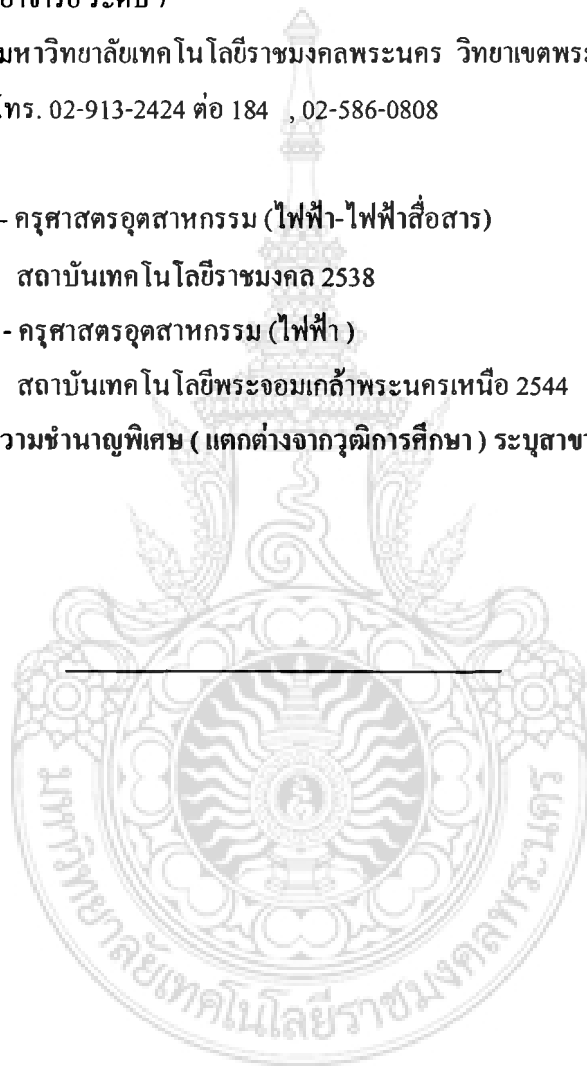 มหาวิทยาลัยเทคโนโลยีราชมงคลพระนคร วิทยาเขตพระ
โทร. 02-913-2424 ต่อ 184 , 02-586-0808
- ครุศาสตรอุตสาหกรรม (ไฟฟ้า-ไฟฟ้าสื่อสาร)
สถาบันเทคโนโลยีราชมงคล 2538
- ครุศาสตรอุตสาหกรรม (ไฟฟ้า )
สถาบันเทคโนโลยีพระจอมเกล้าพระนครเหนือ 2544
วามชำนาญพิเศษ ( แตกต่างจากวุฒิการศึกษา ) ระบุสาขา
มหาวิทยาลัยเทคโนโลยีราชมงคลพระนคร